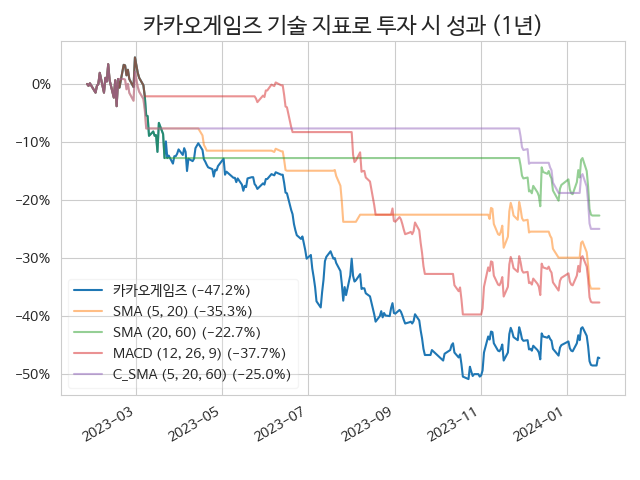 카카오게임즈 기술 지표로 투자 시 성과 (1년)
0%
−10%
−20%
−30%
−40%
−50%
카카오게임즈 (−47.2%)
SMA (5, 20) (−35.3%)
SMA (20, 60) (−22.7%)
MACD (12, 26, 9) (−37.7%)
C_SMA (5, 20, 60) (−25.0%)
2023−03
2023−05
2023−07
2023−09
2023−11
2024−01